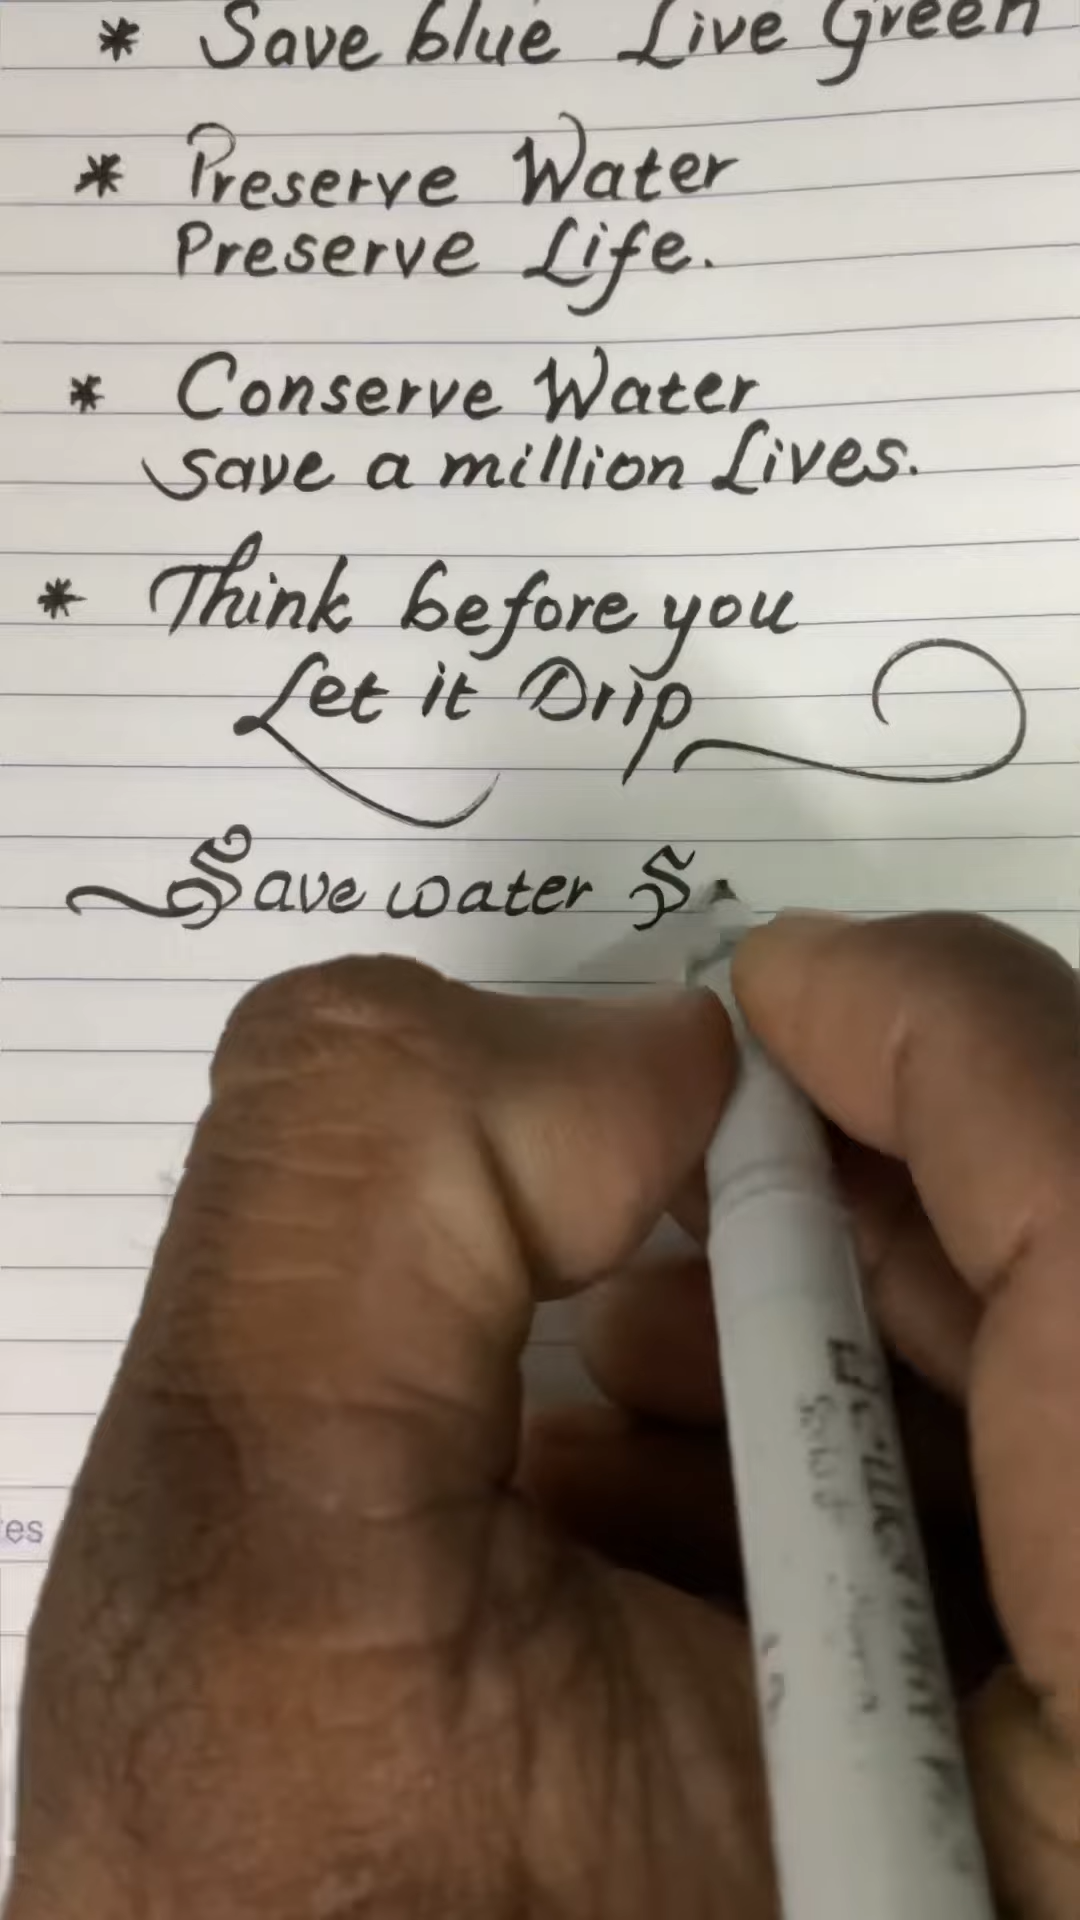 * Save blue Live Green
* Preserve Water
Preserve Life.
* Conserve Water
save a million Lives.
* Think before you
Let it Drip
Save water S
es